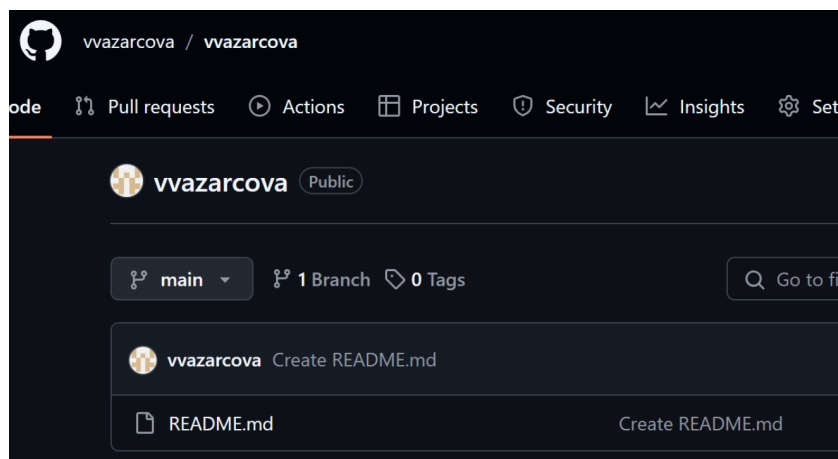 vvazarcova / vvazarcova
ode Pull requests Actions Projects Security Insights Set
vvazarcova Public
main 1 Branch 0 Tags Go to fi
vvazarcova Create README.md
README.md Create README.md